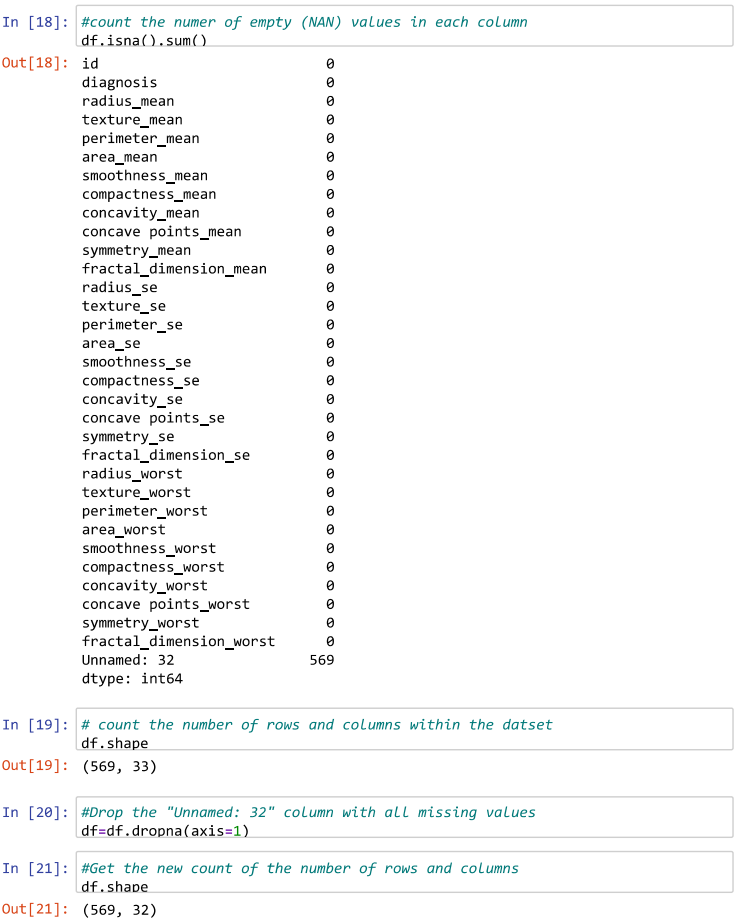 In [18]: #count the numer of empty (NAN) values in each column
df.isna().sum()
Out[18]: id 0
diagnosis 0
radius_mean 0
texture_mean 0
perimeter_mean 0
area_mean 0
smoothness_mean 0
compactness_mean 0
concavity_mean 0
concave points_mean 0
symmetry_mean 0
fractal_dimension_mean 0
radius_se 0
texture_se 0
perimeter_se 0
area_se 0
smoothness_se 0
compactness_se 0
concavity_se 0
concave points_se 0
symmetry_se 0
fractal_dimension_se 0
radius_worst 0
texture_worst 0
perimeter_worst 0
area_worst 0
smoothness_worst 0
compactness_worst 0
concavity_worst 0
concave points_worst 0
symmetry_worst 0
fractal_dimension_worst 0
Unnamed: 32 569
dtype: int64
In [19]: # count the number of rows and columns within the datset
df.shape
Out[19]: (569, 33)
In [20]: #Drop the "Unnamed: 32" column with all missing values
df=df.dropna(axis=1)
In [21]: #Get the new count of the number of rows and columns
df.shape
Out[21]: (569, 32)